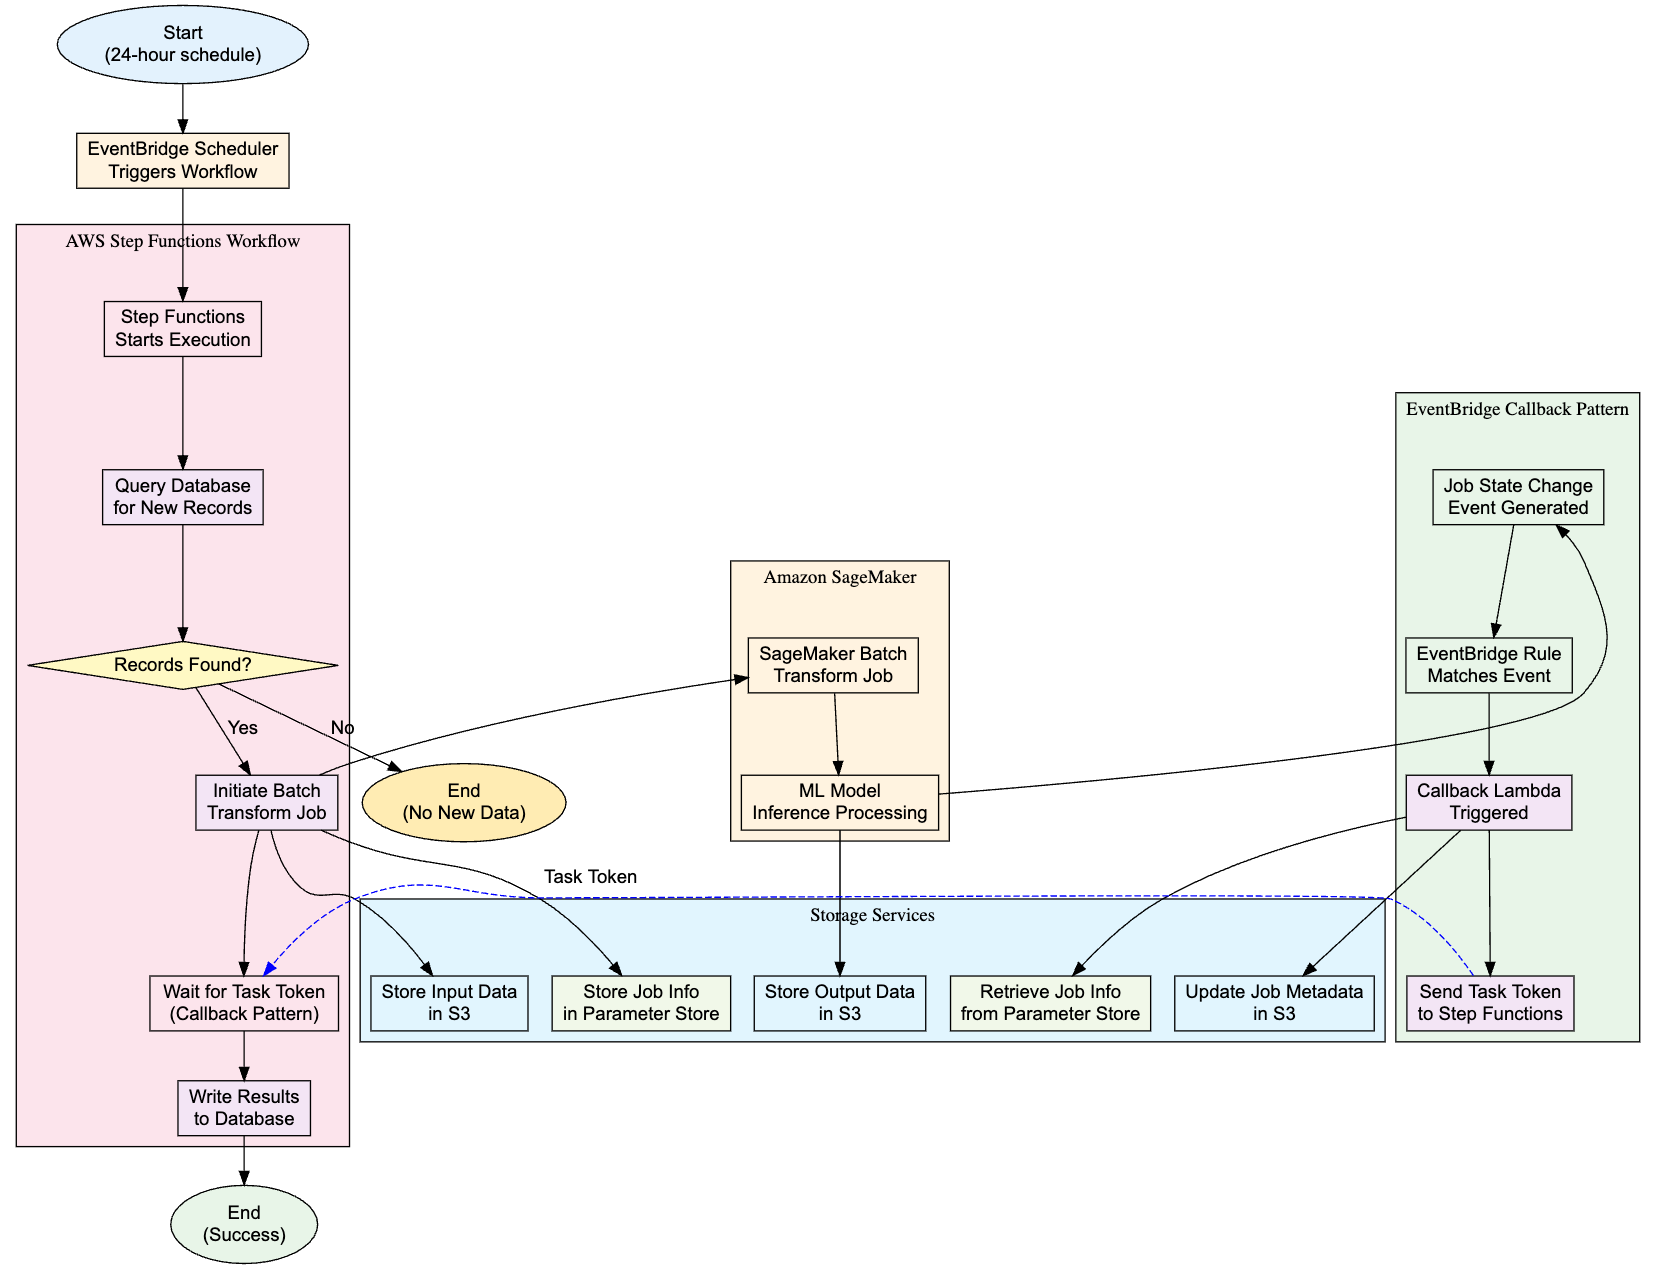 Start
(24-hour schedule)
EventBridge Scheduler
Triggers Workflow
AWS Step Functions Workflow
Step Functions
Starts Execution
Query Database
for New Records
Records Found?
Yes
No
Initiate Batch
Transform Job
End
(No New Data)
Wait for Task Token
(Callback Pattern)
Write Results
to Database
End
(Success)
Amazon SageMaker
SageMaker Batch
Transform Job
ML Model
Inference Processing
Task Token
Storage Services
Store Input Data
in S3
Store Job Info
in Parameter Store
Store Output Data
in S3
Retrieve Job Info
from Parameter Store
Update Job Metadata
in S3
EventBridge Callback Pattern
Job State Change
Event Generated
EventBridge Rule
Matches Event
Callback Lambda
Triggered
Send Task Token
to Step Functions